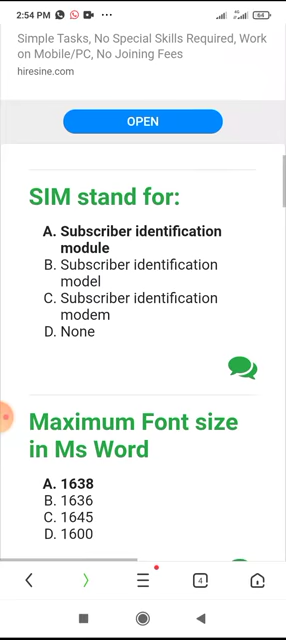 2:54 PM
64
Simple Tasks, No Special Skills Required, Work
on Mobile/PC, No Joining Fees
hiresine.com
OPEN
SIM stand for:
A. Subscriber identification
module
B. Subscriber identification
model
C. Subscriber identification
modem
D. None
Maximum Font size
in Ms Word
A. 1638
B. 1636
C. 1645
D. 1600
4